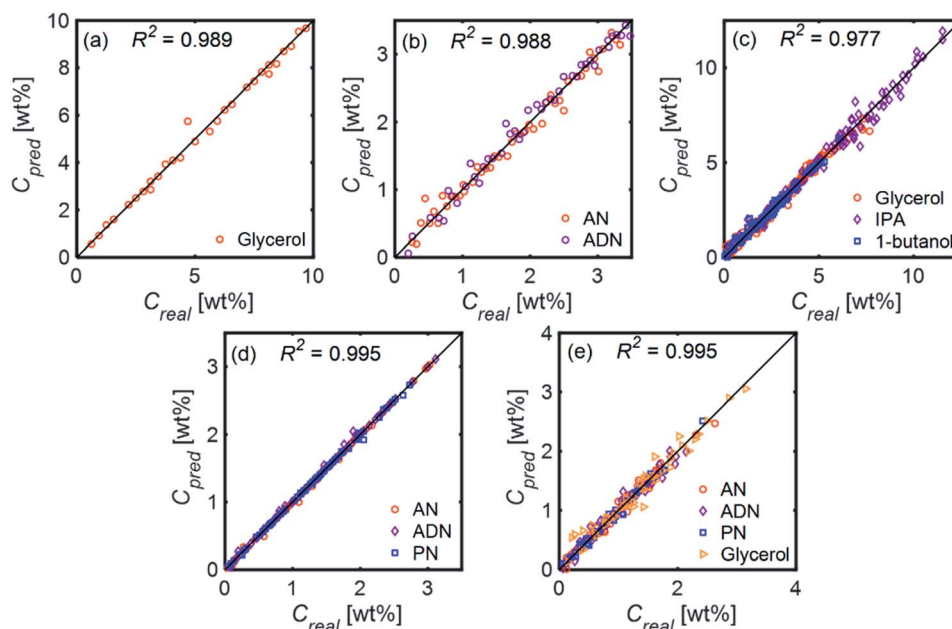 (a) R² = 0.989
10
8
6
4
2
0
0 5 10
C_pred [wt%]
C_real [wt%]
Glycerol
(b) R² = 0.988
3
2
1
0
0 1 2 3
C_pred [wt%]
C_real [wt%]
AN
ADN
(c) R² = 0.977
10
5
0
0 5 10
C_pred [wt%]
C_real [wt%]
Glycerol
IPA
1-butanol
(d) R² = 0.995
3
2
1
0
0 1 2 3
C_pred [wt%]
C_real [wt%]
AN
ADN
PN
(e) R² = 0.995
4
3
2
1
0
0 2 4
C_pred [wt%]
C_real [wt%]
AN
ADN
PN
Glycerol